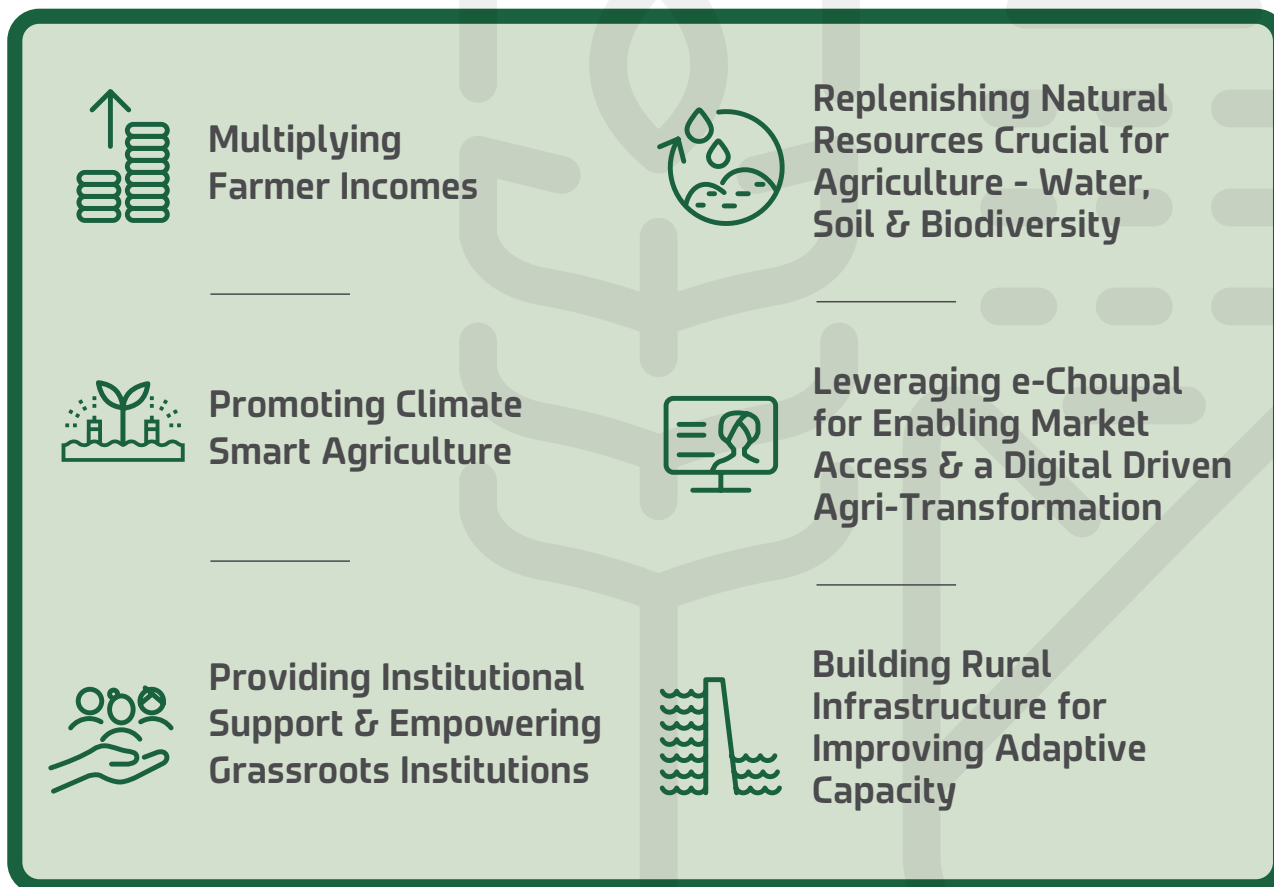 Multiplying
Farmer Incomes
Replenishing Natural
Resources Crucial for
Agriculture - Water,
Soil & Biodiversity
Promoting Climate
Smart Agriculture
Leveraging e-Choupal
for Enabling Market
Access & a Digital Driven
Agri-Transformation
Providing Institutional
Support & Empowering
Grassroots Institutions
Building Rural
Infrastructure for
Improving Adaptive
Capacity